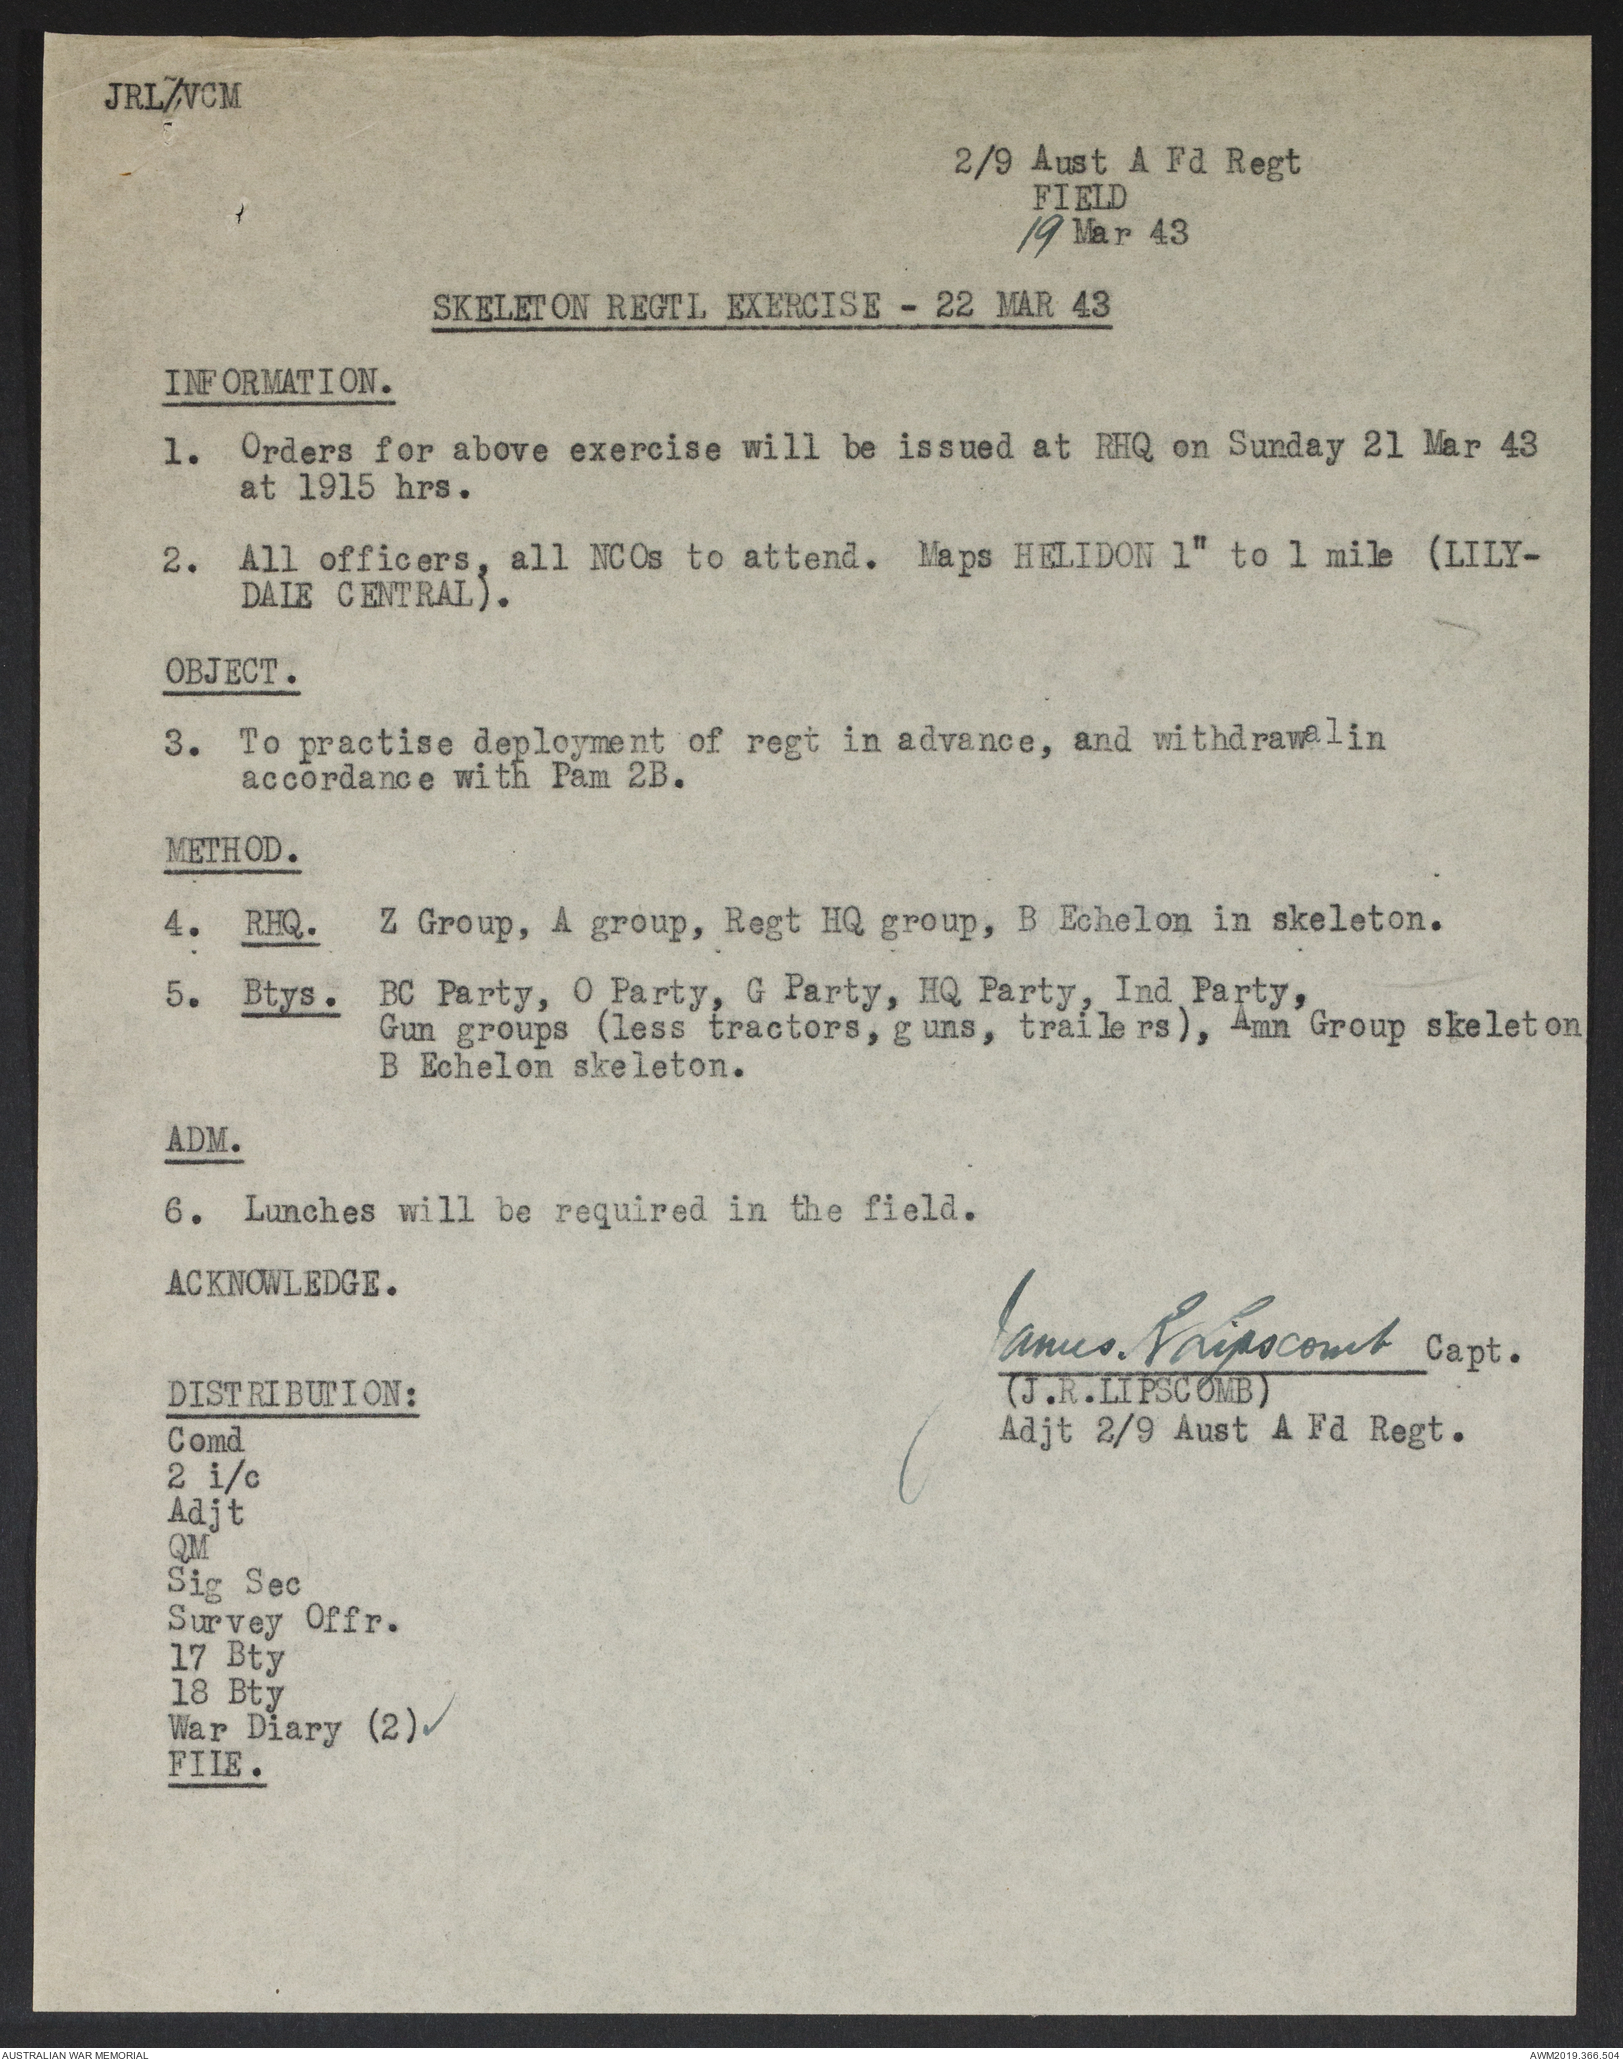 JRL/VCM
2/9 Aust A Fd Regt
FIELD
19 Mar 43
SKELETON REGTL EXERCISE - 22 MAR 43
INFORMATION.
1. Orders for above exercise will be issued at RHQ on Sunday 21 Mar 43
at 1915 hrs.
2. All officers, all NCOs to attend. Maps HELIDON 1" to 1 mile (LILY-
DALE CENTRAL).
OBJECT.
3. To practise deployment of regt in advance, and withdrawal in
accordance with Pam 2B.
METHOD.
4. RHQ. Z Group, A group, Regt HQ group, B Echelon in skeleton.
5. Btys. BC Party, O Party, G Party, HQ Party, Ind Party,
Gun groups (less tractors, guns, trailers), Amn Group skeleton
B Echelon skeleton.
ADM.
6. Lunches will be required in the field.
ACKNOWLEDGE.
James R Lipscomb Capt.
(J.R.LIPSCOMB)
Adjt 2/9 Aust A Fd Regt.
DISTRIBUTION:
Comd
2 i/c
Adjt
QM
Sig Sec
Survey Offr.
17 Bty
18 Bty
War Diary (2)✓
FILE.
AUSTRALIAN WAR MEMORIAL
AWM2019.366.504